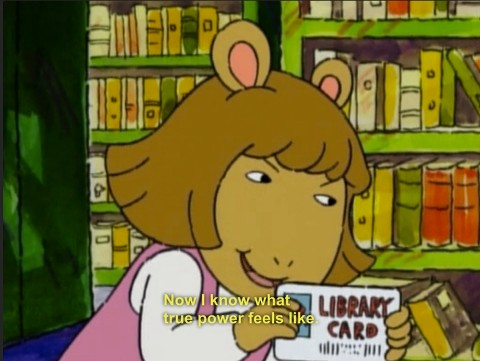 Now I know what
true power feels like.
LIBRARY
CARD